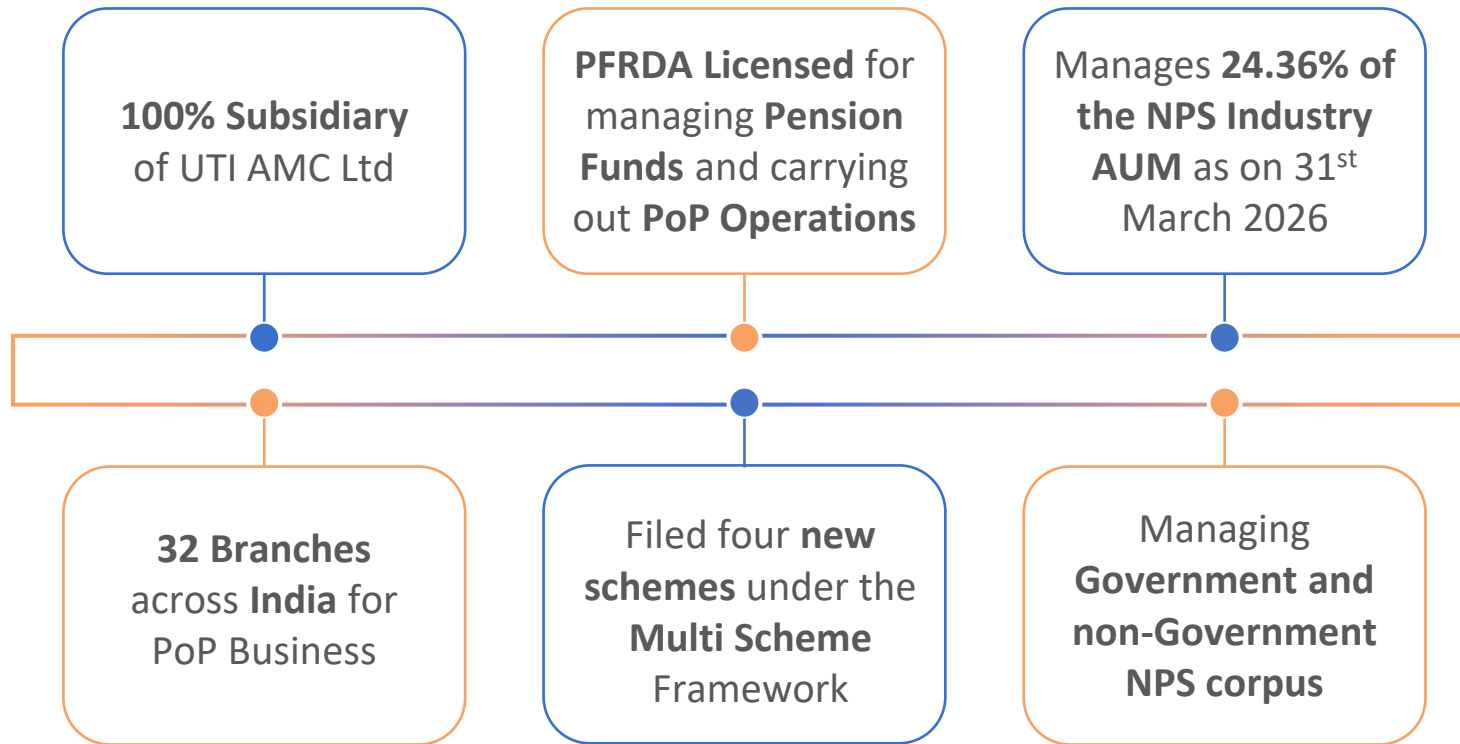 100% Subsidiary
of UTI AMC Ltd
PFRDA Licensed for
managing Pension
Funds and carrying
out PoP Operations
Manages 24.36% of
the NPS Industry
AUM as on 31st
March 2026
32 Branches
across India for
PoP Business
Filed four new
schemes under the
Multi Scheme
Framework
Managing
Government and
non-Government
NPS corpus